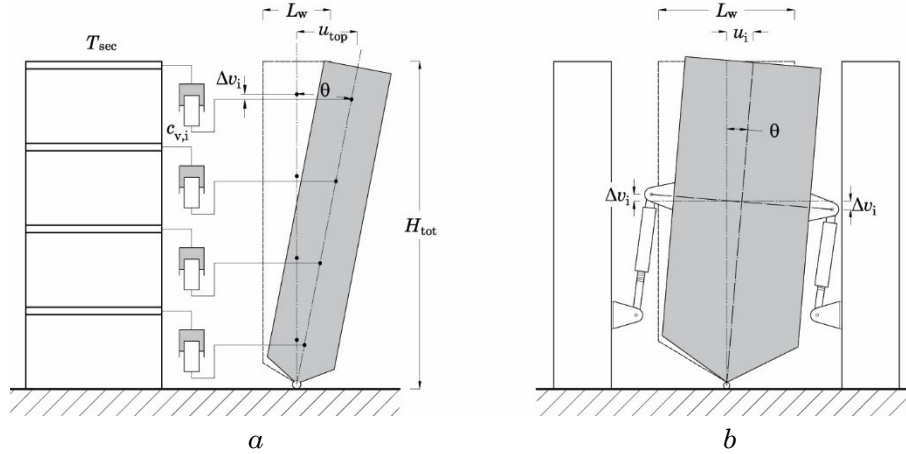 L_w
u_top
T_sec
Δv_i
θ
c_v,i
H_tot
a
L_w
u_i
θ
Δv_i
Δv_i
b